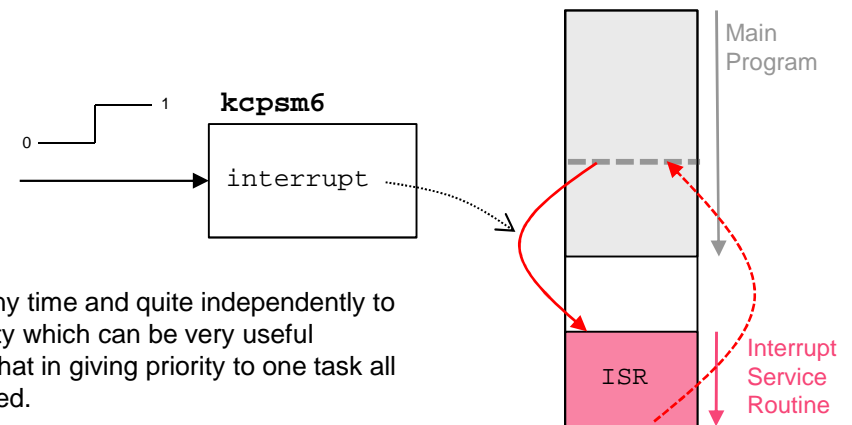 Main
Program
kcpsm6
1
0
interrupt
ny time and quite independently to
ty which can be very useful
hat in giving priority to one task all
ed.
ISR
Interrupt
Service
Routine